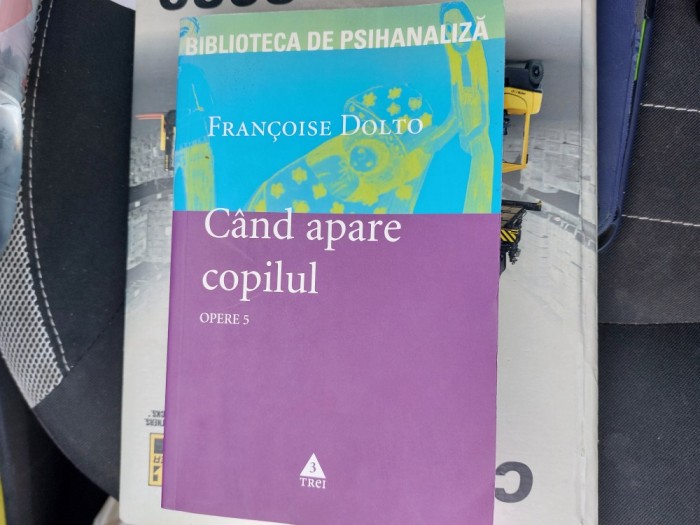 BIBLIOTECA DE PSIHANALIZĂ
FRANÇOISE DOLTO
Când apare
copilul
OPERE 5
3
TREI